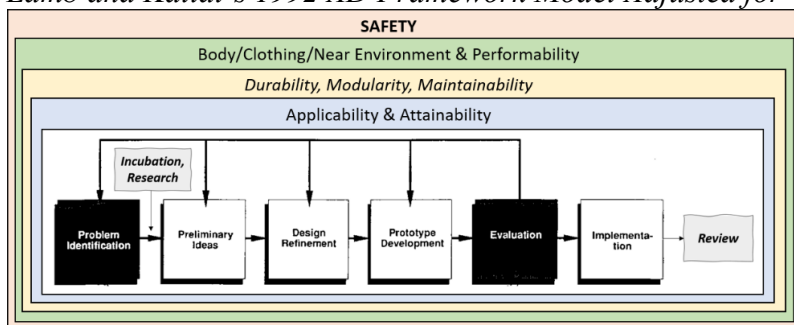 Lamb and Kallal's 1992 AD Framework Model Adjusted for
SAFETY
Body/Clothing/Near Environment & Performability
Durability, Modularity, Maintainability
Applicability & Attainability
Incubation,
Research
Problem
Identification
Preliminary
Ideas
Design
Refinement
Prototype
Development
Evaluation
Implementa-
tion
Review